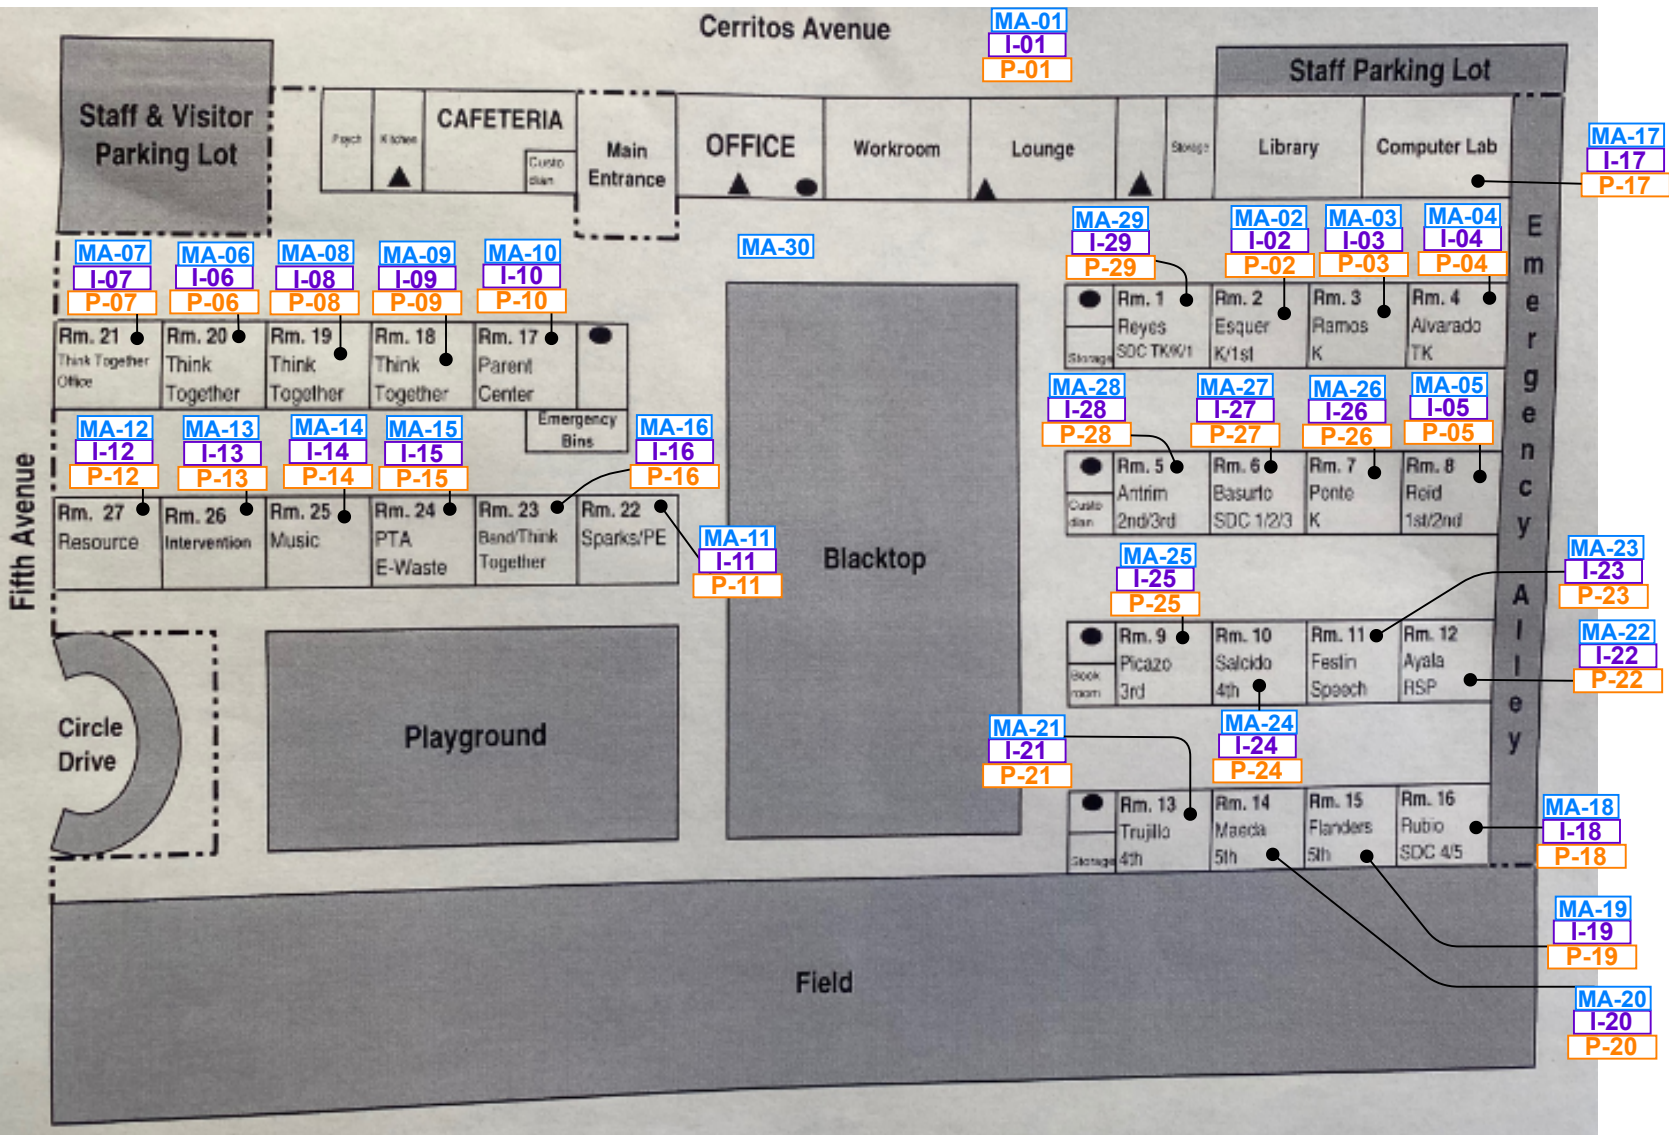 Cerritos Avenue
MA-01
I-01
P-01
Staff Parking Lot
Staff & Visitor
Parking Lot
Psych
Kitchen
CAFETERIA
Custo
dian
Main
Entrance
OFFICE
Workroom
Lounge
Storage
Library
Computer Lab
MA-17
I-17
P-17
Emergency Alley
MA-07
I-07
P-07
MA-06
I-06
P-06
MA-08
I-08
P-08
MA-09
I-09
P-09
MA-10
I-10
P-10
MA-30
MA-29
I-29
P-29
MA-02
I-02
P-02
MA-03
I-03
P-03
MA-04
I-04
P-04
Rm. 21
Think Together
Office
Rm. 20
Think
Together
Rm. 19
Think
Together
Rm. 18
Think
Together
Rm. 17
Parent
Center
Emergency
Bins
Storage
Rm. 1
Reyes
SDC TK/K/1
Rm. 2
Esquer
K/1st
Rm. 3
Ramos
K
Rm. 4
Alvarado
TK
MA-12
I-12
P-12
MA-13
I-13
P-13
MA-14
I-14
P-14
MA-15
I-15
P-15
MA-16
I-16
P-16
MA-28
I-28
P-28
MA-27
I-27
P-27
MA-26
I-26
P-26
MA-05
I-05
P-05
Fifth Avenue
Rm. 27
Resource
Rm. 26
Intervention
Rm. 25
Music
Rm. 24
PTA
E-Waste
Rm. 23
Band/Think
Together
Rm. 22
Sparks/PE
MA-11
I-11
P-11
Blacktop
Custo
dian
Rm. 5
Antrim
2nd/3rd
Rm. 6
Basurto
SDC 1/2/3
Rm. 7
Ponte
K
Rm. 8
Reid
1st/2nd
MA-25
I-25
P-25
MA-23
I-23
P-23
MA-22
I-22
P-22
Book
room
Rm. 9
Picazo
3rd
Rm. 10
Salcido
4th
Rm. 11
Festin
Speech
Rm. 12
Ayala
RSP
Circle
Drive
Playground
MA-21
I-21
P-21
MA-24
I-24
P-24
Storage
Rm. 13
Trujillo
4th
Rm. 14
Maeda
5th
Rm. 15
Flanders
5th
Rm. 16
Rubio
SDC 4/5
MA-18
I-18
P-18
MA-19
I-19
P-19
Field
MA-20
I-20
P-20